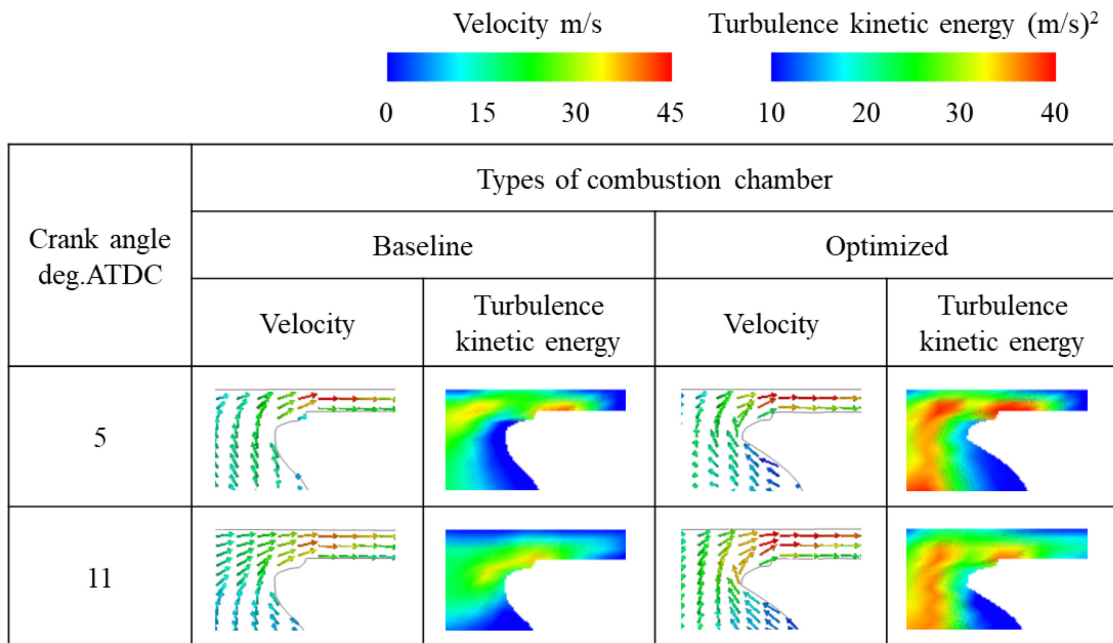 Velocity m/s
Turbulence kinetic energy (m/s)²
0 15 30 45
10 20 30 40
Crank angle
deg.ATDC
Types of combustion chamber
Baseline
Optimized
Velocity
Turbulence
kinetic energy
Velocity
Turbulence
kinetic energy
5
11